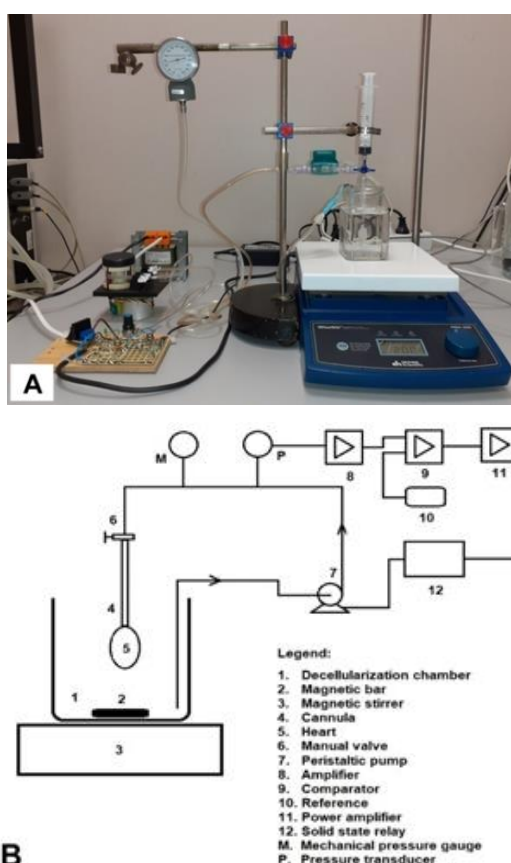 A
M
P
8
9
11
10
6
7
12
4
5
1
2
3
Legend:
1. Decellularization chamber
2. Magnetic bar
3. Magnetic stirrer
4. Cannula
5. Heart
6. Manual valve
7. Peristaltic pump
8. Amplifier
9. Comparator
10. Reference
11. Power amplifier
12. Solid state relay
M. Mechanical pressure gauge
P. Pressure transducer
B